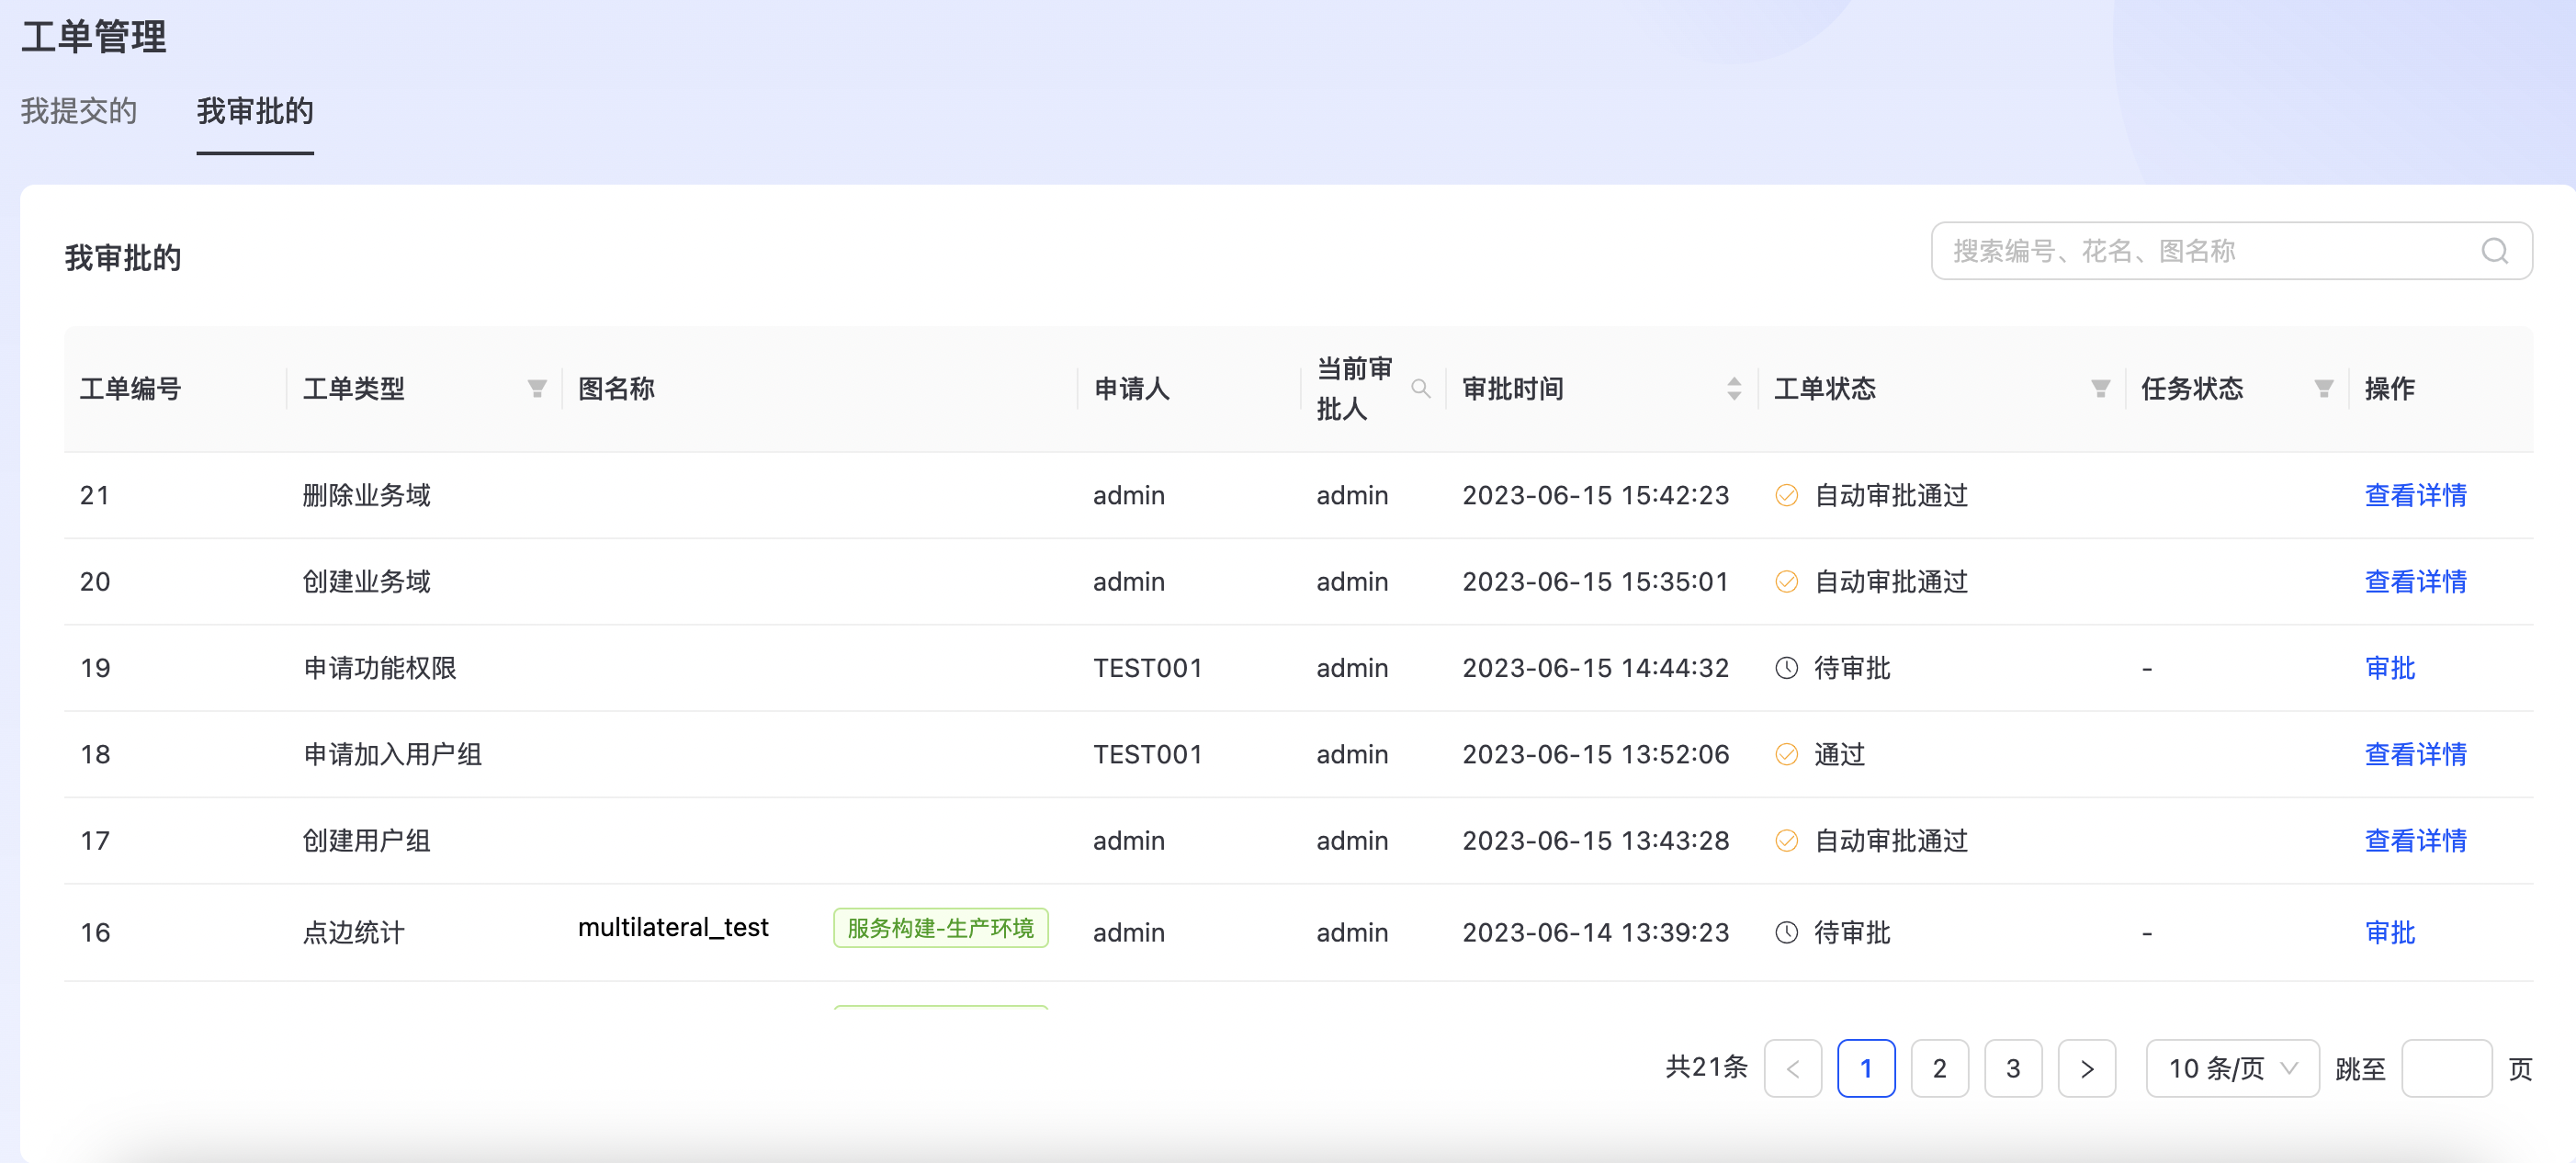 工单管理
我提交的 我审批的
我审批的 搜索编号、花名、图名称
工单编号 工单类型 图名称 申请人 当前审批人 审批时间 工单状态 任务状态 操作
21 删除业务域 admin admin 2023-06-15 15:42:23 自动审批通过 查看详情
20 创建业务域 admin admin 2023-06-15 15:35:01 自动审批通过 查看详情
19 申请功能权限 TEST001 admin 2023-06-15 14:44:32 待审批 - 审批
18 申请加入用户组 TEST001 admin 2023-06-15 13:52:06 通过 查看详情
17 创建用户组 admin admin 2023-06-15 13:43:28 自动审批通过 查看详情
16 点边统计 multilateral_test 服务构建-生产环境 admin admin 2023-06-14 13:39:23 待审批 - 审批
共21条 < 1 2 3 > 10 条/页 跳至 页